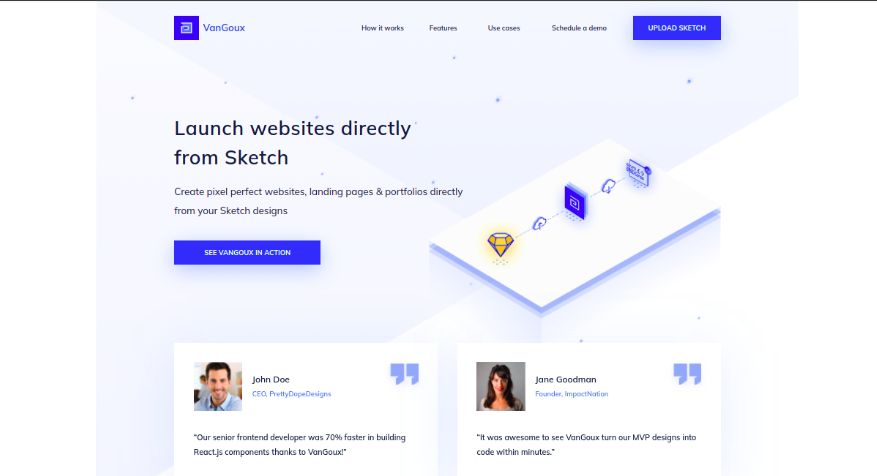 VanGoux
How it works
Features
Use cases
Schedule a demo
UPLOAD SKETCH
Launch websites directly
from Sketch
Create pixel perfect websites, landing pages & portfolios directly
from your Sketch designs
SEE VANGOUX IN ACTION
John Doe
CEO, PrettyDopeDesigns
"Our senior frontend developer was 70% faster in building
React.js components thanks to VanGoux!"
Jane Goodman
Founder, ImpactNation
"It was awesome to see VanGoux turn our MVP designs into
code within minutes."